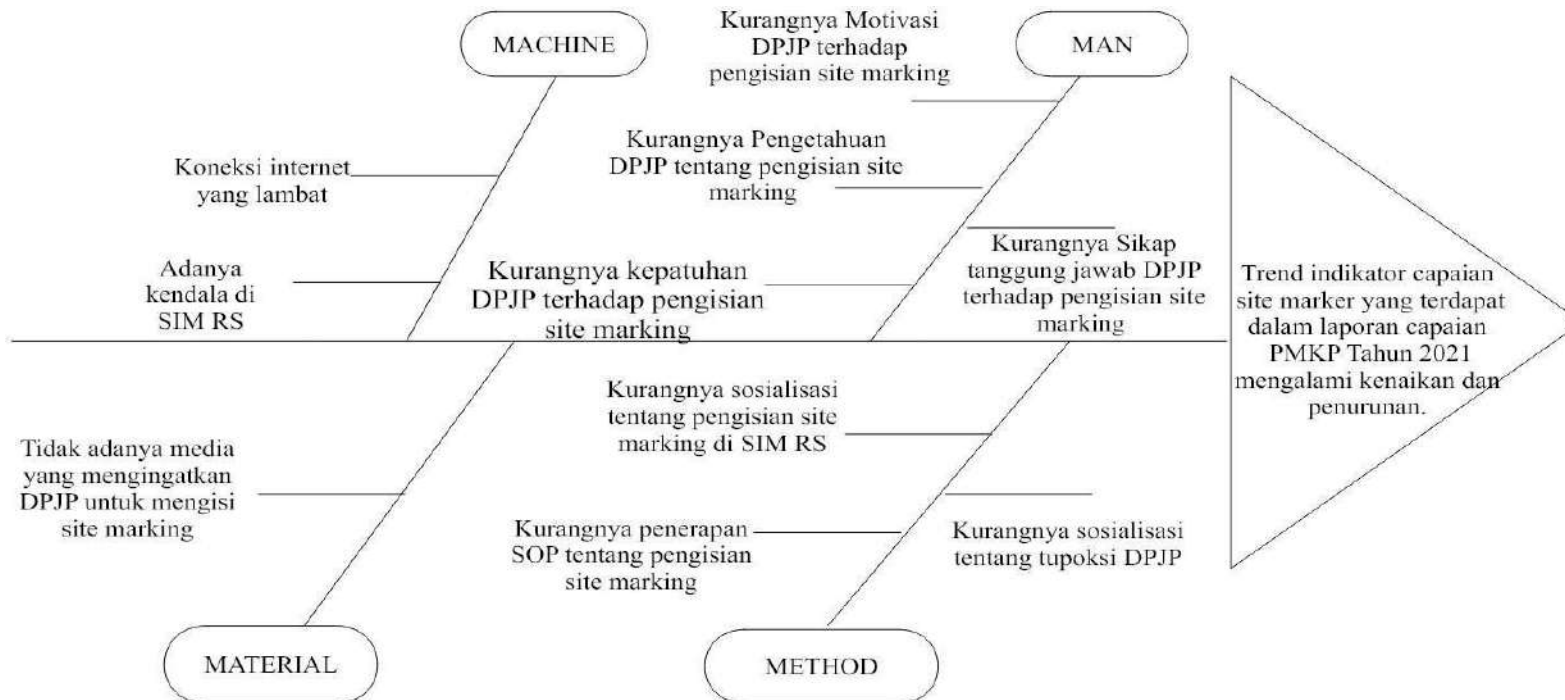 MACHINE
Kurangnya Motivasi
DPJP terhadap
pengisian site marking
MAN
Koneksi internet
yang lambat
Kurangnya Pengetahuan
DPJP tentang pengisian site
marking
Adanya
kendala di
SIM RS
Kurangnya kepatuhan
DPJP terhadap pengisian
site marking
Kurangnya Sikap
tanggung jawab DPJP
terhadap pengisian site
marking
Trend indikator capaian
site marker yang terdapat
dalam laporan capaian
PMKP Tahun 2021
mengalami kenaikan dan
penurunan.
Tidak adanya media
yang mengingatkan
DPJP untuk mengisi
site marking
Kurangnya sosialisasi
tentang pengisian site
marking di SIM RS
Kurangnya penerapan
SOP tentang pengisian
site marking
Kurangnya sosialisasi
tentang tupoksi DPJP
MATERIAL
METHOD